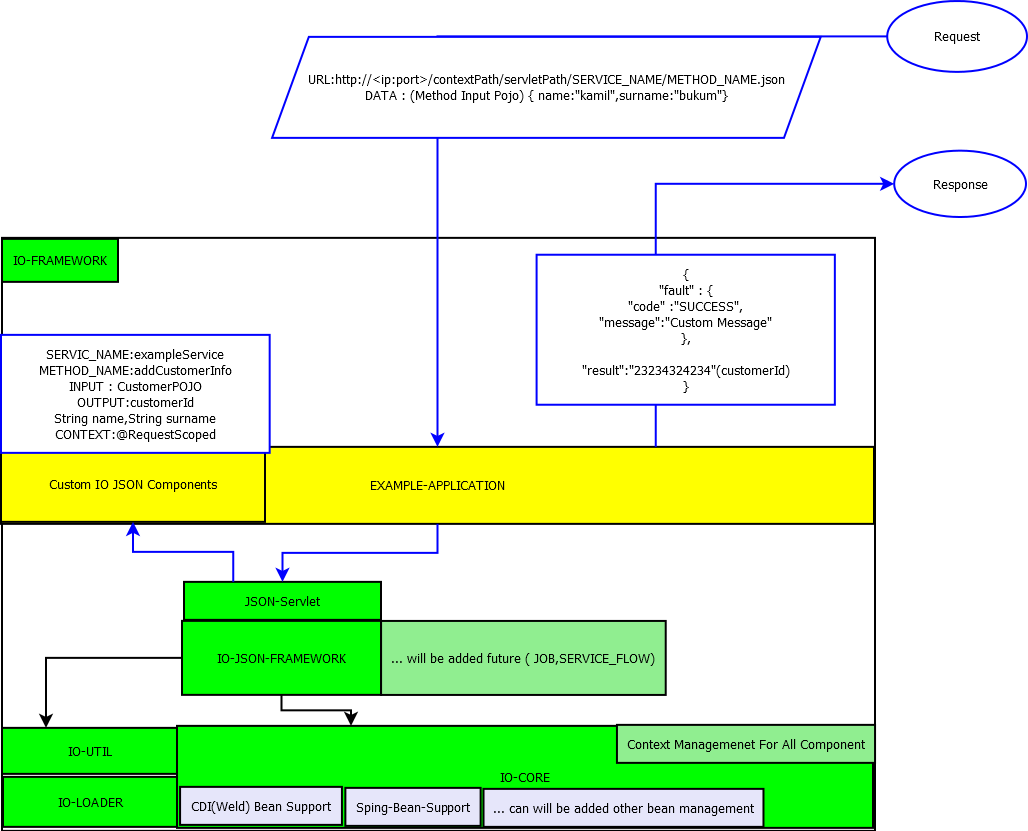 Request
URL:http://<ip:port>/contextPath/servletPath/SERVICE_NAME/METHOD_NAME.json
DATA : (Method Input Pojo) { name:"kamil",surname:"bukum"}
Response
IO-FRAMEWORK
{
"fault" : {
"code" :"SUCCESS",
"message":"Custom Message"
},
"result":"23234324234"(customerId)
}
SERVIC_NAME:exampleService
METHOD_NAME:addCustomerInfo
INPUT : CustomerPOJO
OUTPUT:customerId
String name,String surname
CONTEXT:@RequestScoped
Custom IO JSON Components
EXAMPLE-APPLICATION
JSON-Servlet
IO-JSON-FRAMEWORK
... will be added future ( JOB,SERVICE_FLOW)
IO-UTIL
Context Managemenet For All Component
IO-CORE
IO-LOADER
CDI(Weld) Bean Support
Sping-Bean-Support
... can will be added other bean management